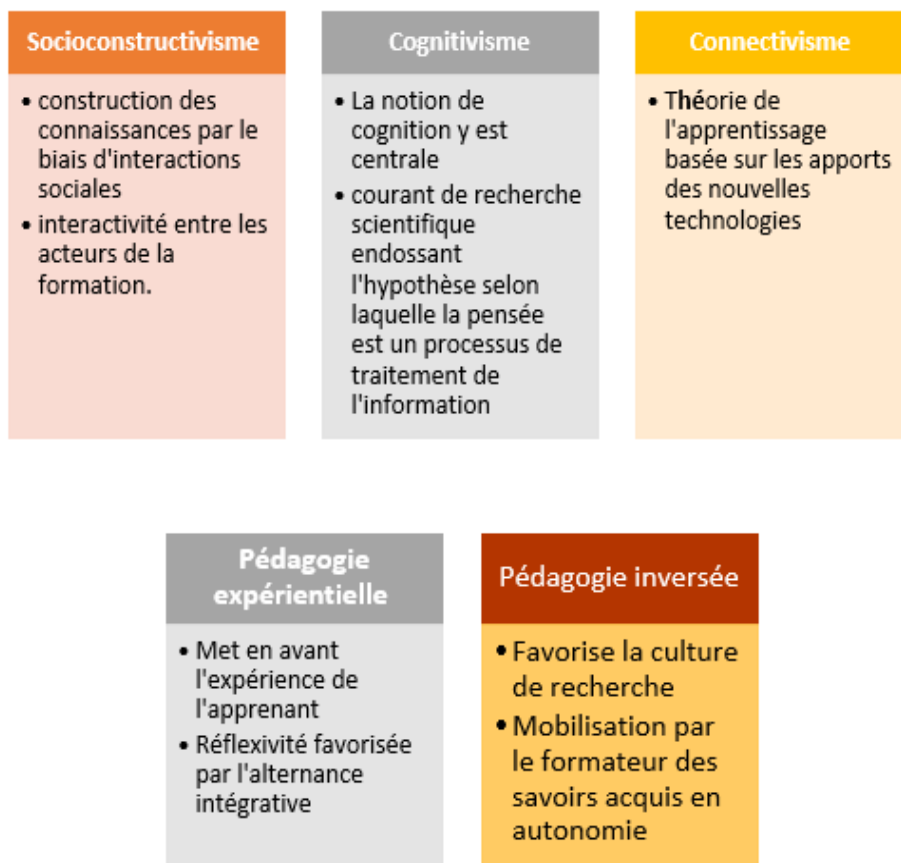 Socioconstructivisme
• construction des
connaissances par le
biais d'interactions
sociales
• interactivité entre les
acteurs de la
formation.
Cognitivisme
• La notion de
cognition y est
centrale
• courant de recherche
scientifique
endossant
l'hypothèse selon
laquelle la pensée
est un processus de
traitement de
l'information
Connectivisme
• Théorie de
l'apprentissage
basée sur les apports
des nouvelles
technologies
Pédagogie
expérientielle
• Met en avant
l'expérience de
l'apprenant
• Réflexivité favorisée
par l'alternance
intégrative
Pédagogie inversée
• Favorise la culture
de recherche
• Mobilisation par
le formateur des
savoirs acquis en
autonomie